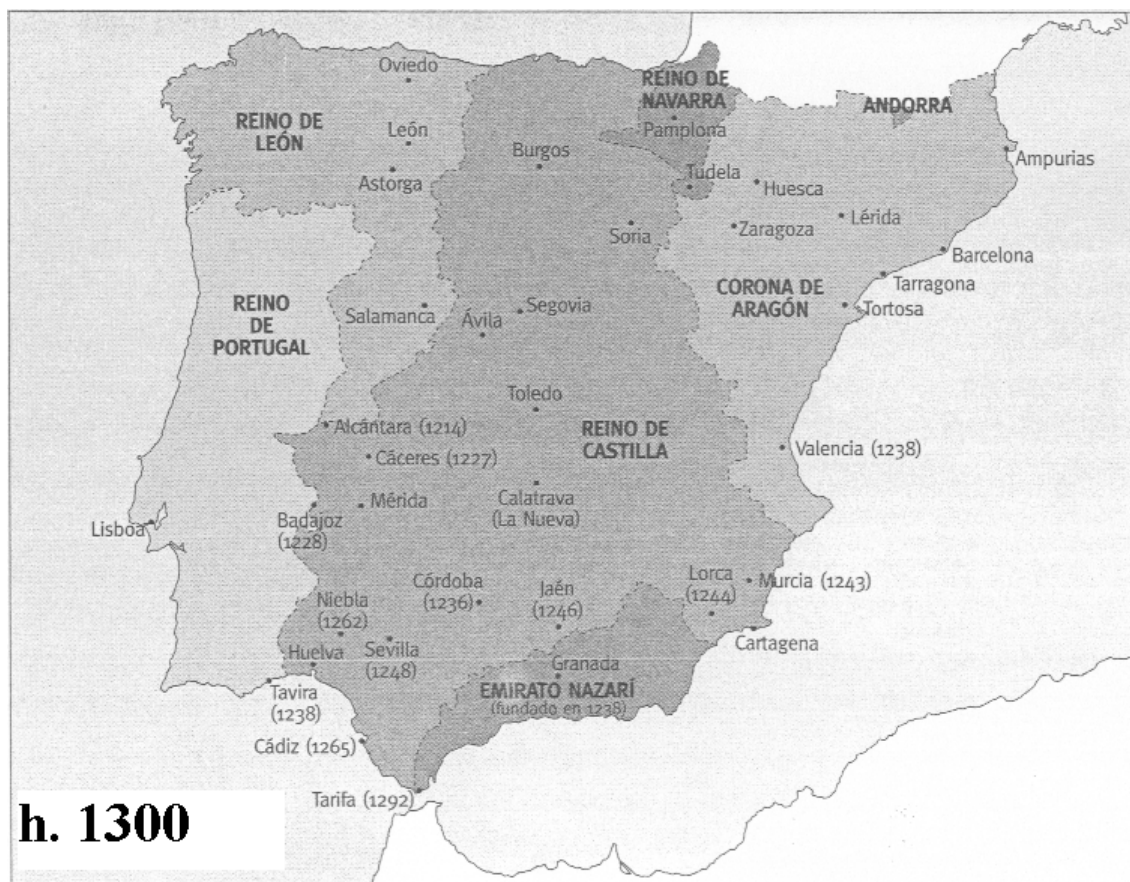 Oviedo
REINO DE
LEÓN
León
Astorga
Burgos
REINO DE
NAVARRA
Pamplona
Tudela
ANDORRA
Ampurias
Huesca
Lérida
Zaragoza
Soria
Barcelona
Tarragona
Tortosa
CORONA DE
ARAGÓN
REINO
DE
PORTUGAL
Salamanca
Ávila
Segovia
Toledo
REINO DE
CASTILLA
Alcántara (1214)
Cáceres (1227)
Valencia (1238)
Mérida
Calatrava
(La Nueva)
Lisboa
Badajoz
(1228)
Córdoba
(1236)
Jaén
(1246)
Lorca
(1244)
Murcia (1243)
Cartagena
Niebla
(1262)
Huelva
Sevilla
(1248)
Granada
EMIRATO NAZARÍ
(fundado en 1238)
Tavira
(1238)
Cádiz (1265)
Tarifa (1292)
h. 1300